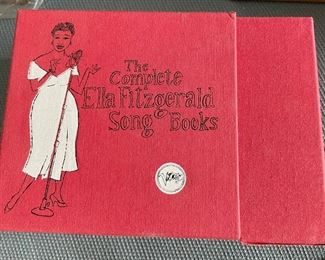 The
Complete
Ella Fitzgerald
Song Books